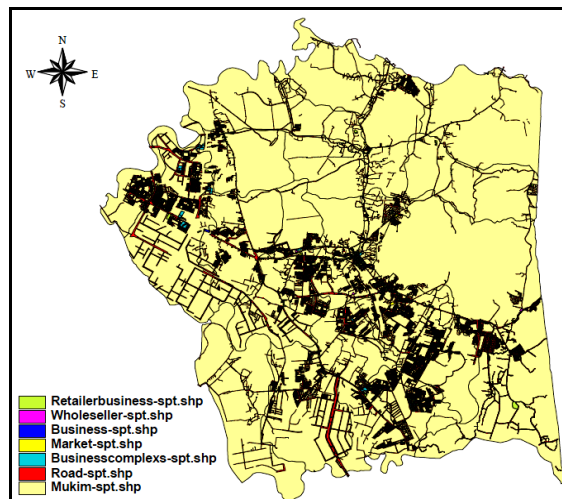 N
W E
S
Retailerbusiness-spt.shp
Wholeseller-spt.shp
Business-spt.shp
Market-spt.shp
Businesscomplexs-spt.shp
Road-spt.shp
Mukim-spt.shp